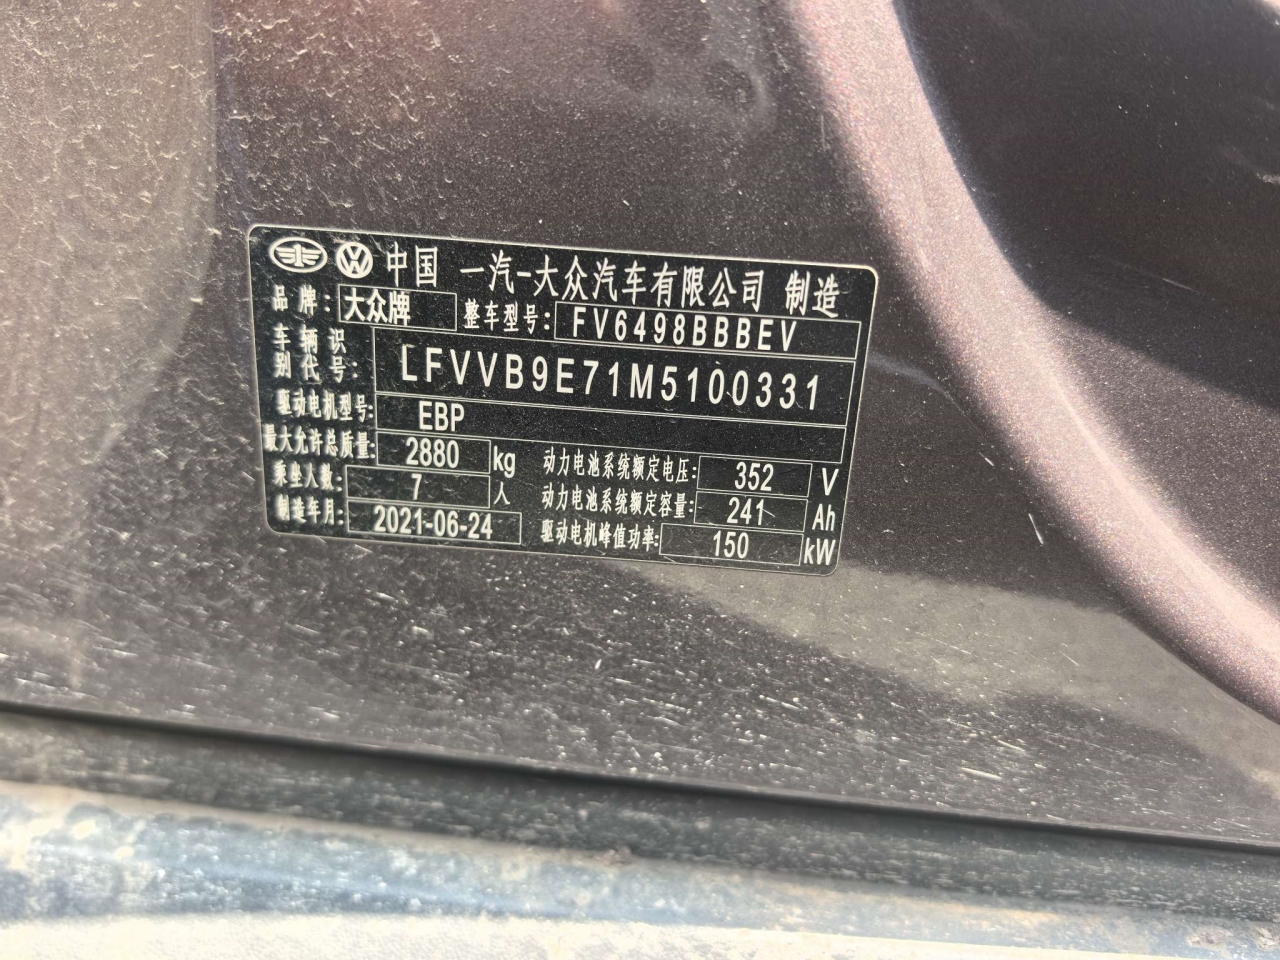 中国 一汽-大众汽车有限公司 制造
品牌: 大众牌 整车型号: FV6498BBBEV
车辆识别代号: LFVVB9E71M5100331
驱动电机型号: EBP
最大允许总质量: 2880 kg 动力电池系统额定电压: 352 V
乘坐人数: 7 人 动力电池系统额定容量: 241 Ah
制造年月: 2021-06-24 驱动电机峰值功率: 150 kW